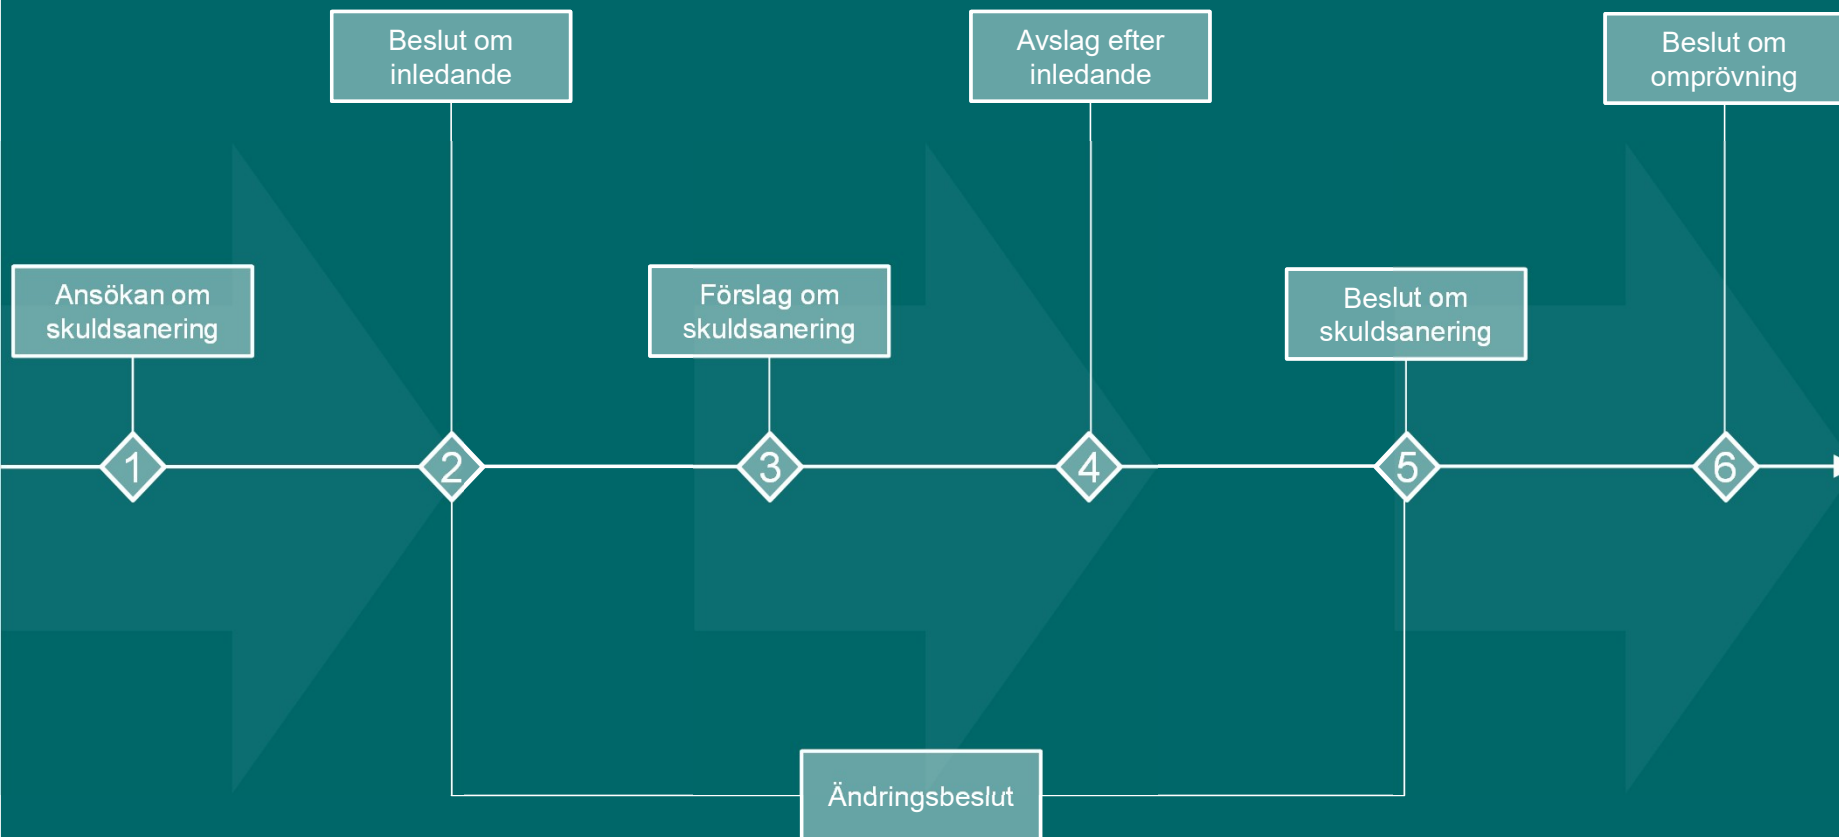 Beslut om
inledande
Avslag efter
inledande
Beslut om
omprövning
Ansökan om
skuldsanering
Förslag om
skuldsanering
Beslut om
skuldsanering
1
2
3
4
5
6
Ändringsbeslut